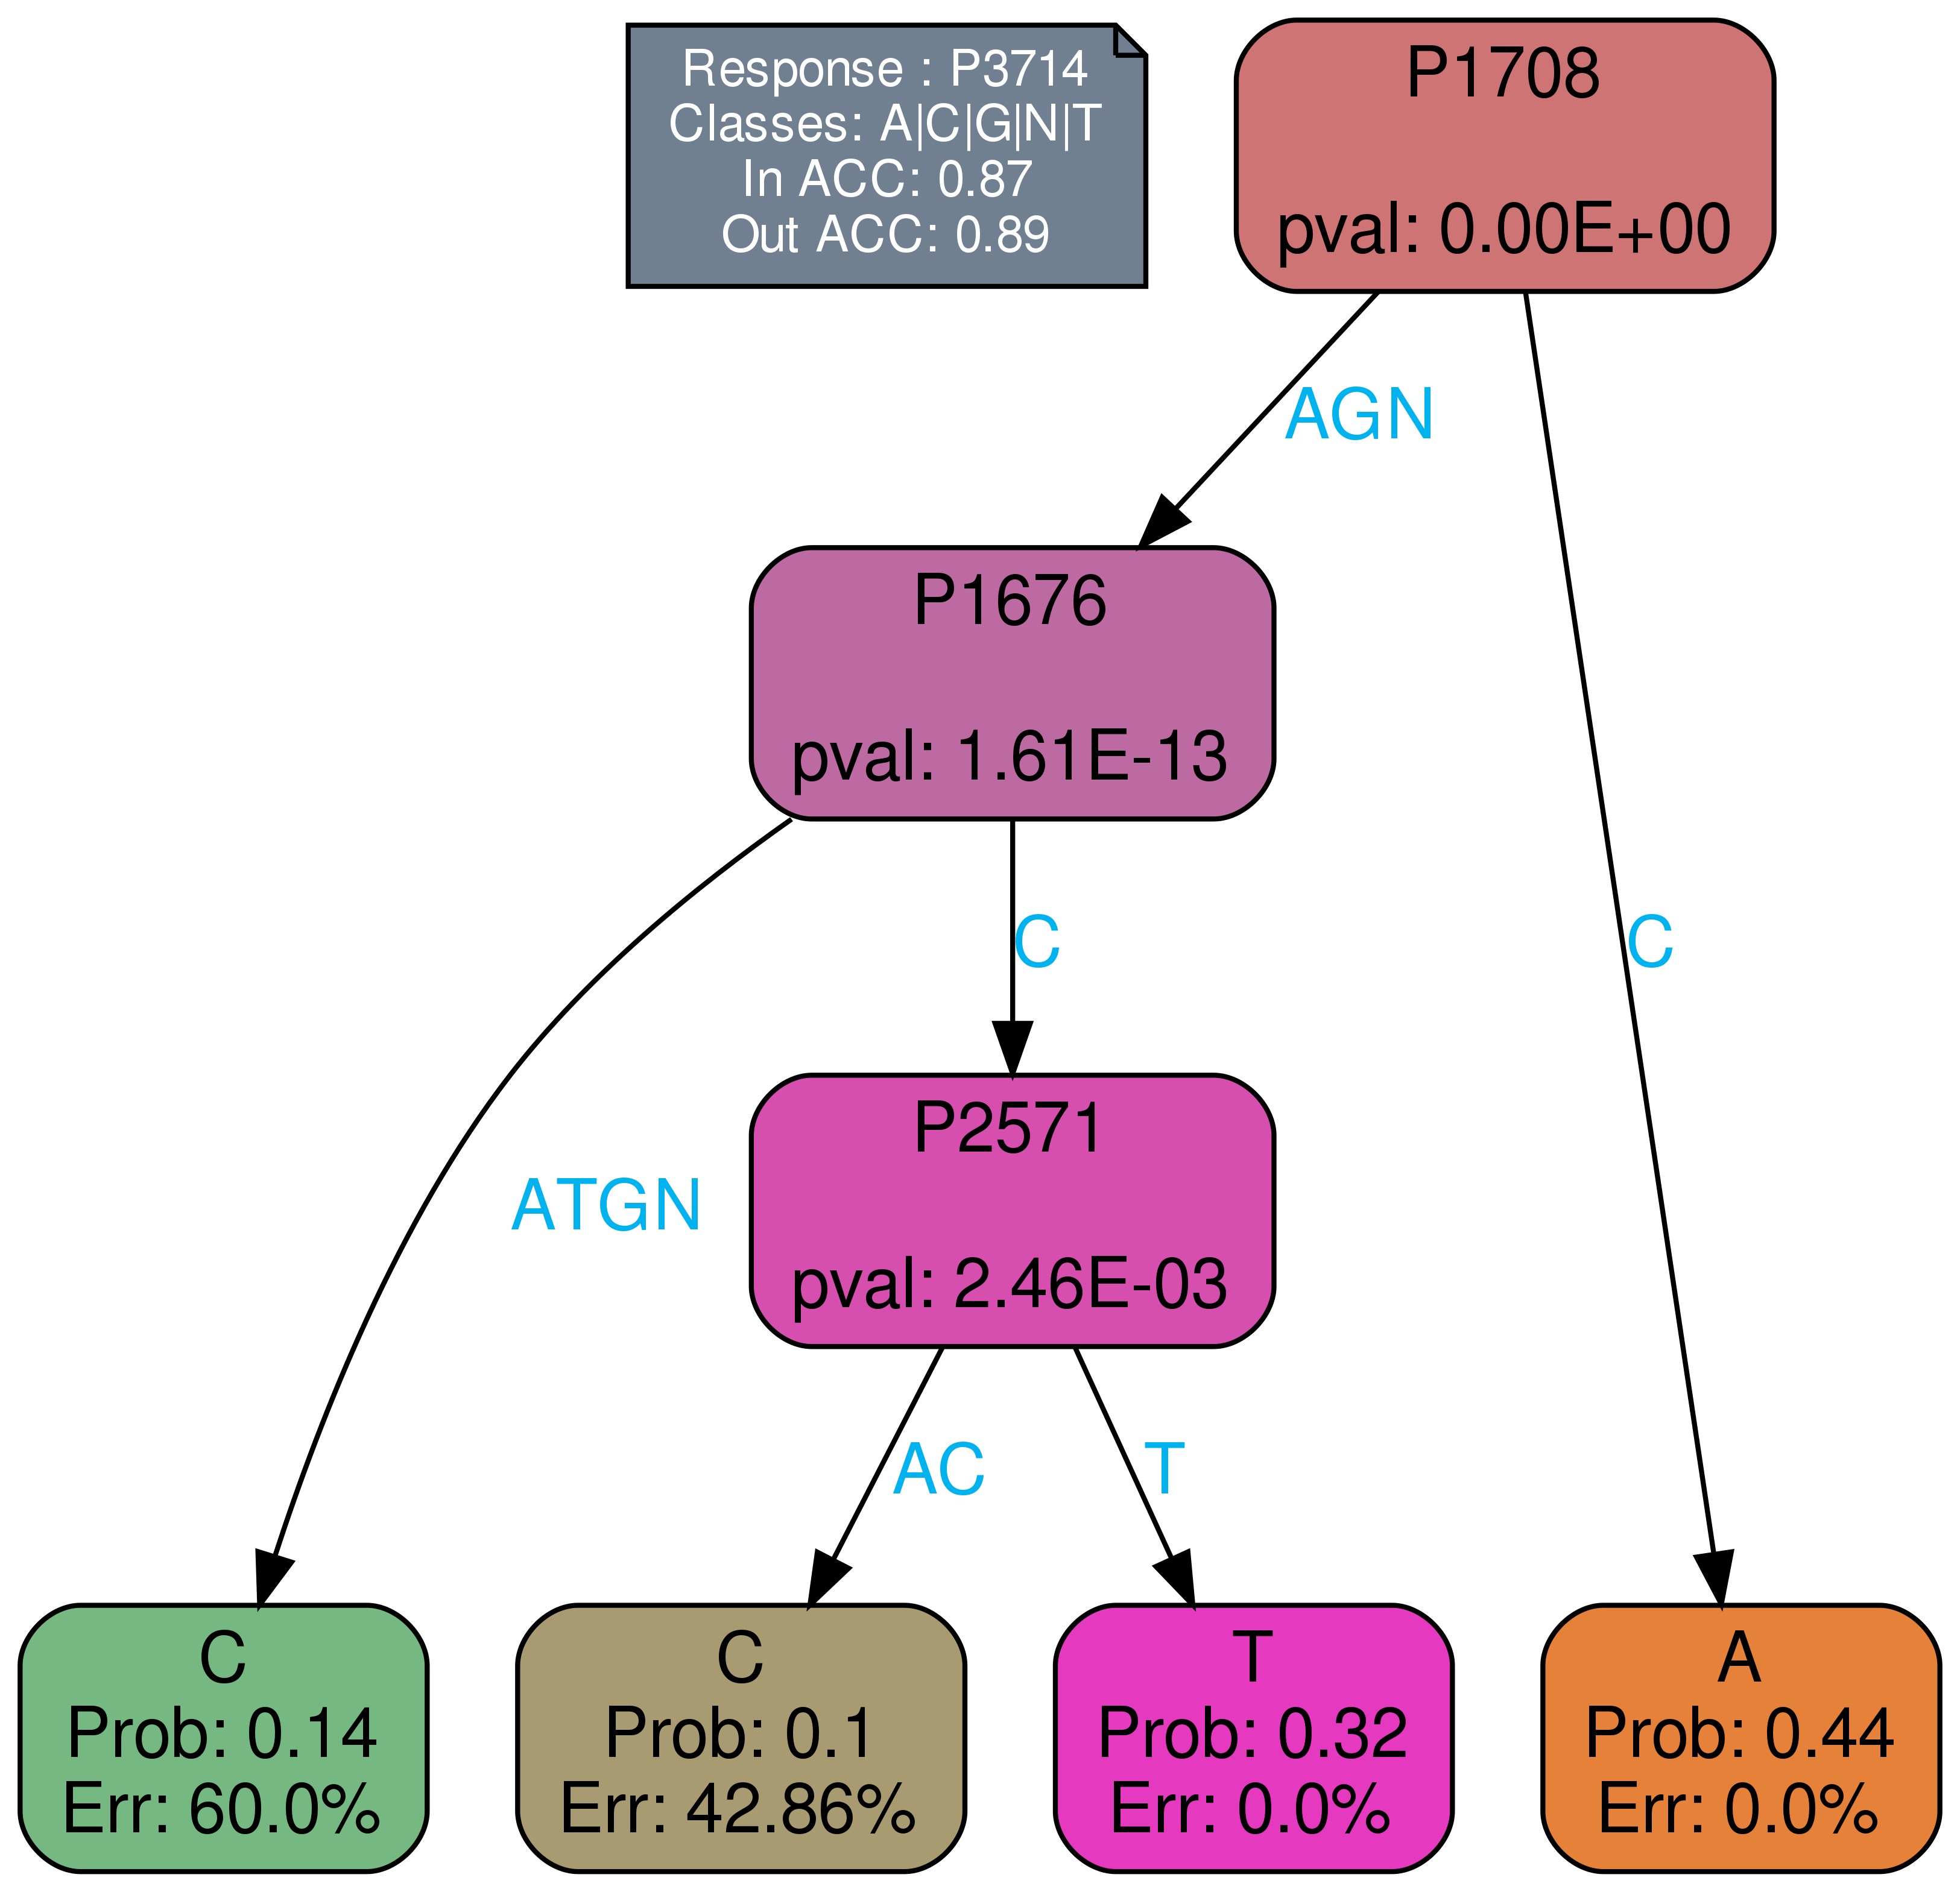 Response : P3714
Classes: A|C|G|N|T
In ACC: 0.87
Out ACC: 0.89
P1708
pval: 0.00E+00
AGN
P1676
pval: 1.61E-13
C
C
P2571
pval: 2.46E-03
ATGN
AC
T
C
Prob: 0.14
Err: 60.0%
C
Prob: 0.1
Err: 42.86%
T
Prob: 0.32
Err: 0.0%
A
Prob: 0.44
Err: 0.0%